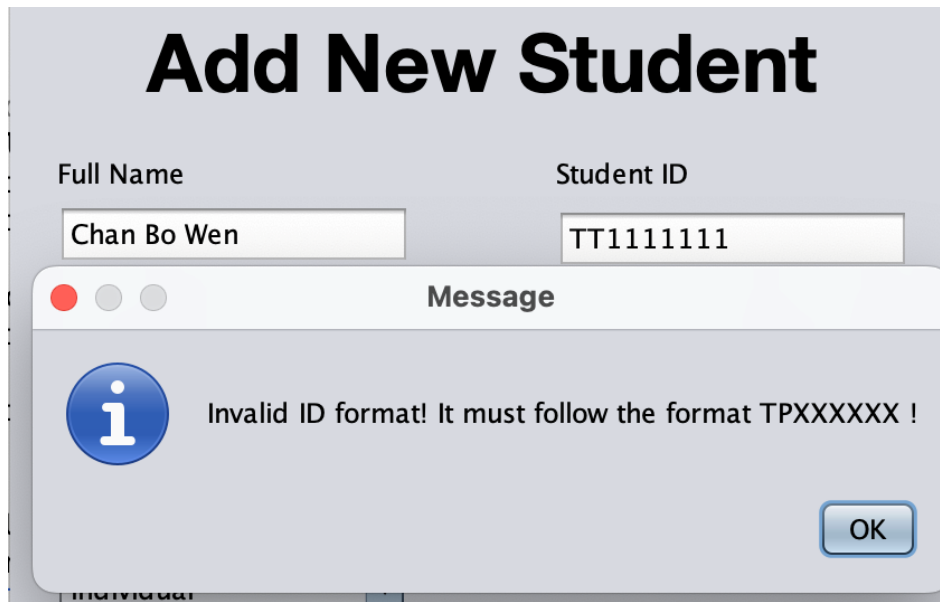 Add New Student
Full Name
Student ID
Chan Bo Wen
TT1111111
Message
Invalid ID format! It must follow the format TPXXXXXX !
OK
Individual